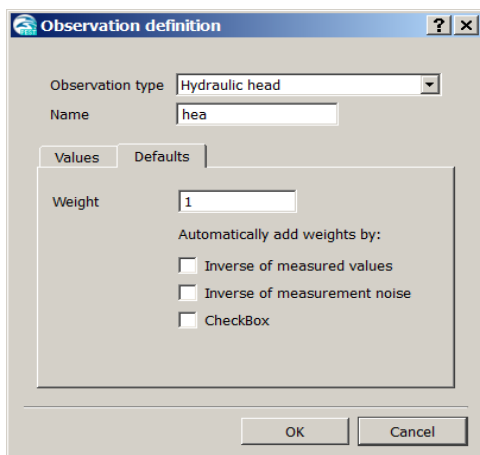 Observation definition
Observation type Hydraulic head
Name hea
Values Defaults
Weight 1
Automatically add weights by:
Inverse of measured values
Inverse of measurement noise
CheckBox
OK Cancel